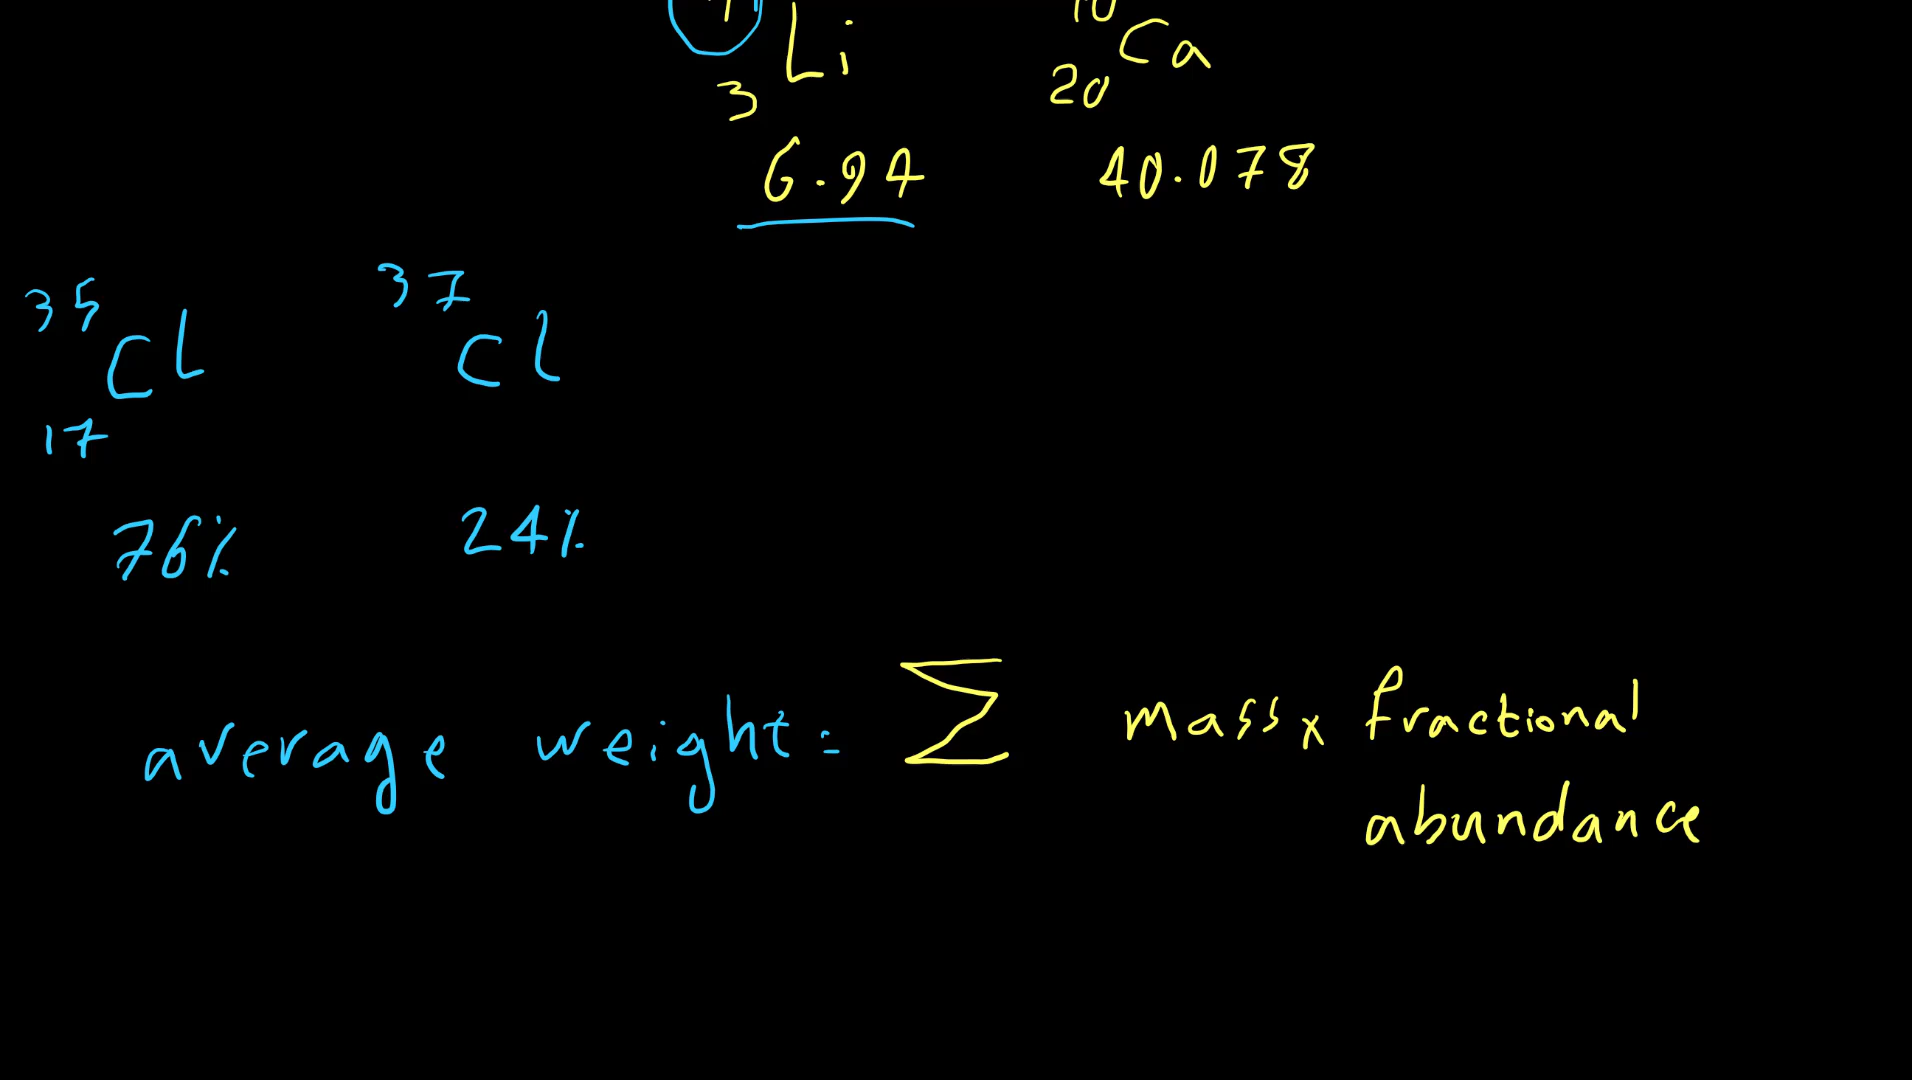 Li Ca
3 20
6.94 40.078
35 37
Cl Cl
17
76% 24%
average weight = Σ mass x fractional
abundance